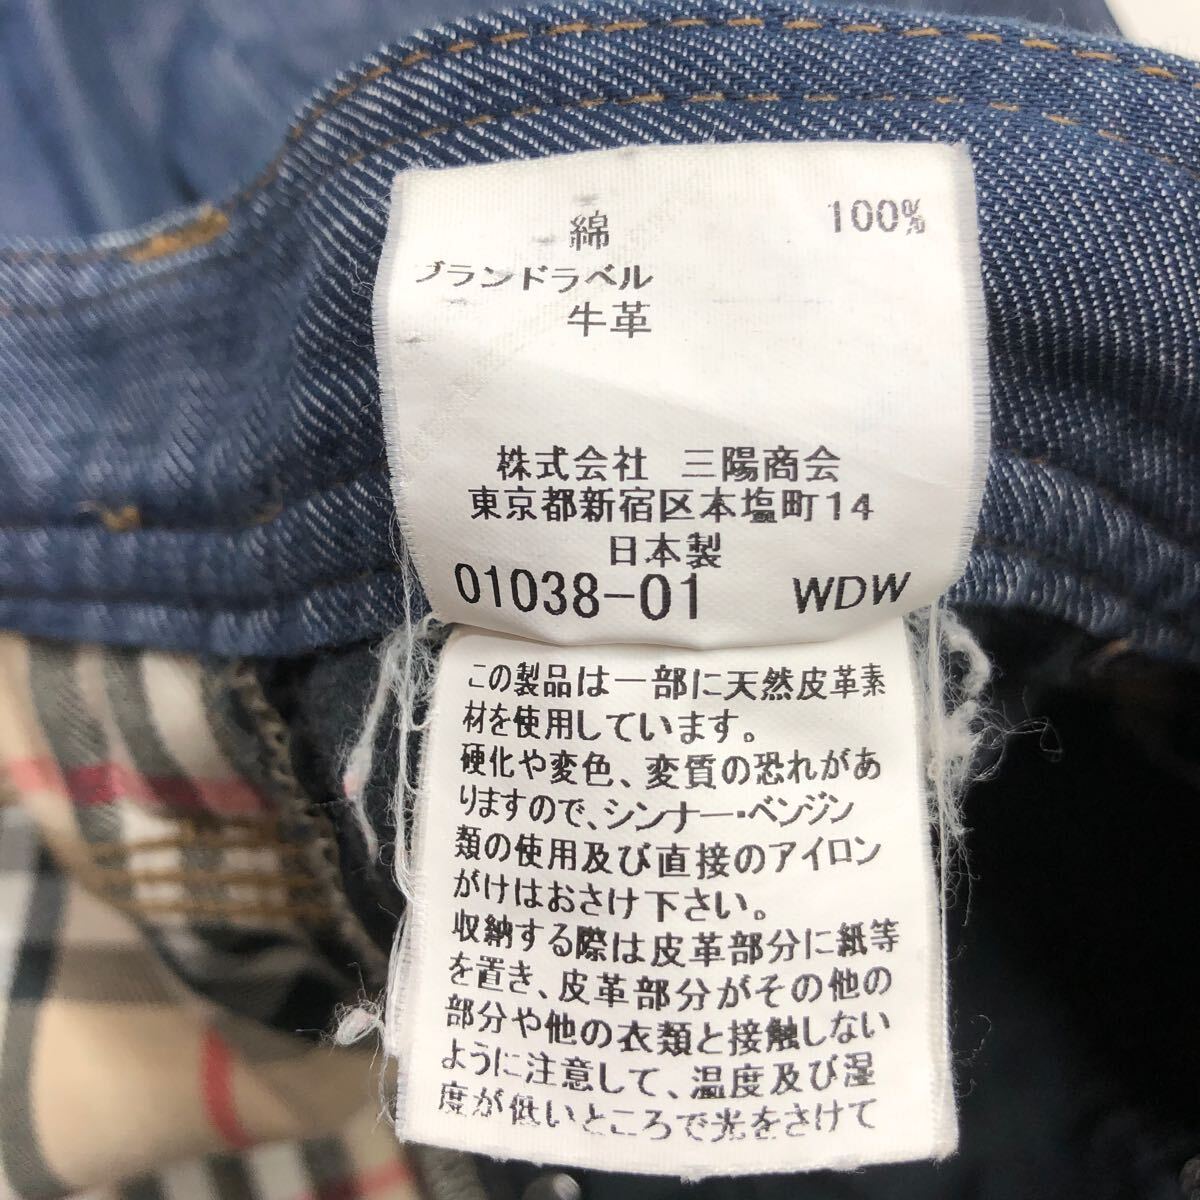 綿 100%
ブランドラベル
牛革
株式会社 三陽商会
東京都新宿区本塩町14
日本製
01038-01 WDW
この製品は一部に天然皮革素
材を使用しています。
硬化や変色、変質の恐れがあ
りますので、シンナー・ベンジン
類の使用及び直接のアイロン
がけはおさけ下さい。
収納する際は皮革部分に紙等
を置き、皮革部分がその他の
部分や他の衣類と接触しない
ように注意して、温度及び湿
度が低いところで光をさけて